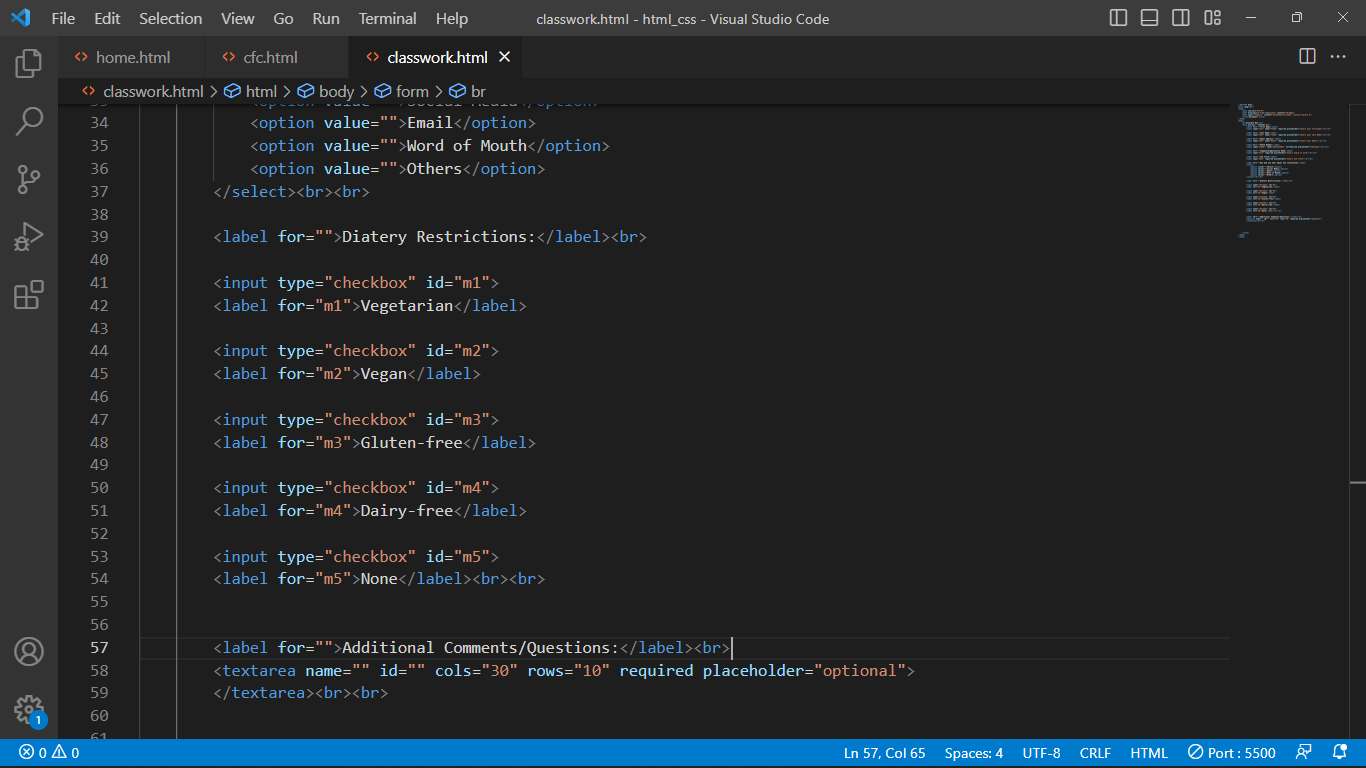 File Edit Selection View Go Run Terminal Help classwork.html - html_css - Visual Studio Code
<> home.html <> cfc.html <> classwork.html
<> classwork.html > html > body > form > br
34 <option value="">Email</option>
35 <option value="">Word of Mouth</option>
36 <option value="">Others</option>
37 </select><br><br>
38
39 <label for="">Diatery Restrictions:</label><br>
40
41 <input type="checkbox" id="m1">
42 <label for="m1">Vegetarian</label>
43
44 <input type="checkbox" id="m2">
45 <label for="m2">Vegan</label>
46
47 <input type="checkbox" id="m3">
48 <label for="m3">Gluten-free</label>
49
50 <input type="checkbox" id="m4">
51 <label for="m4">Dairy-free</label>
52
53 <input type="checkbox" id="m5">
54 <label for="m5">None</label><br><br>
55
56
57 <label for="">Additional Comments/Questions:</label><br>
58 <textarea name="" id="" cols="30" rows="10" required placeholder="optional">
59 </textarea><br><br>
60
61
1
0 0 Ln 57, Col 65 Spaces: 4 UTF-8 CRLF HTML Port : 5500